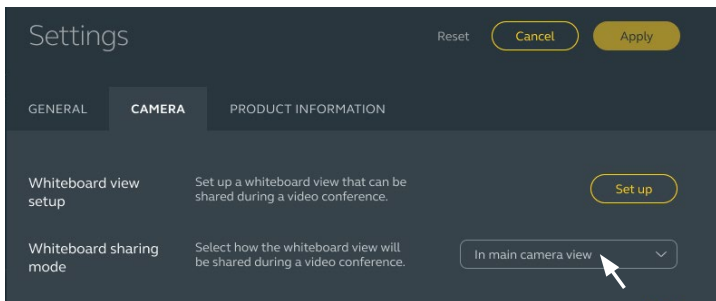 Settings
Reset
Cancel
Apply
GENERAL
CAMERA
PRODUCT INFORMATION
Whiteboard view
setup
Set up a whiteboard view that can be
shared during a video conference.
Set up
Whiteboard sharing
mode
Select how the whiteboard view will
be shared during a video conference.
In main camera view